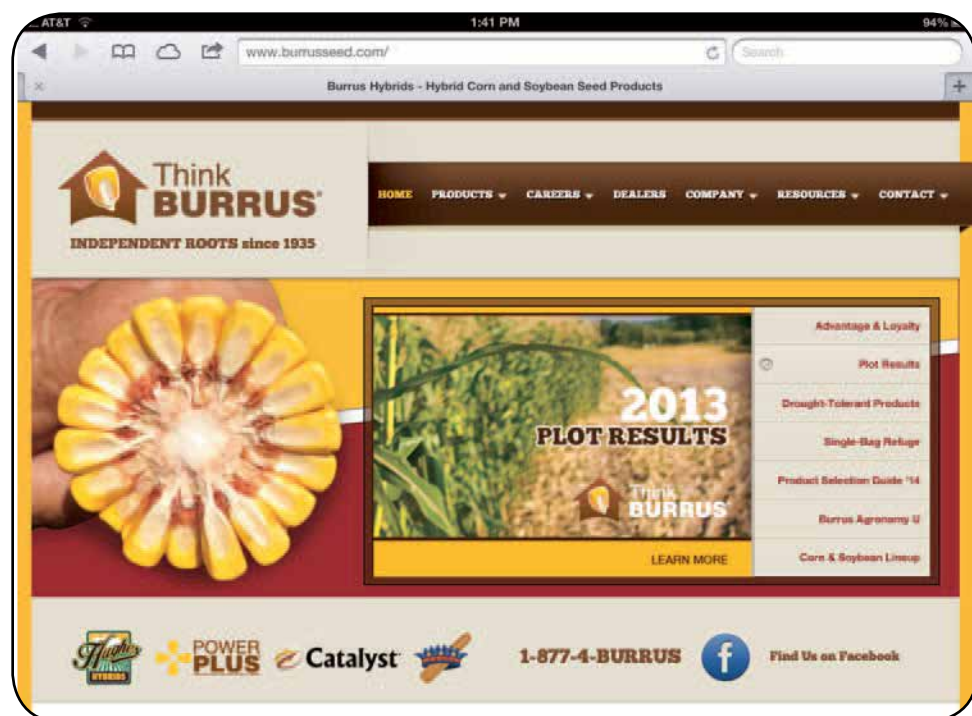 AT&T 1:41 PM 94%
www.burrusseed.com/ Search
Burrus Hybrids - Hybrid Corn and Soybean Seed Products
Think
BURRUS®
INDEPENDENT ROOTS since 1935
HOME PRODUCTS CAREERS DEALERS COMPANY RESOURCES CONTACT
2013
PLOT RESULTS
Think
BURRUS
LEARN MORE
Advantage & Loyalty
Plot Results
Drought-Tolerant Products
Single-Bag Refuge
Product Selection Guide '14
Burrus Agronomy U
Corn & Soybean Lineup
Hughes
HYBRIDS
POWER
PLUS
Catalyst
1-877-4-BURRUS
f
Find Us on Facebook